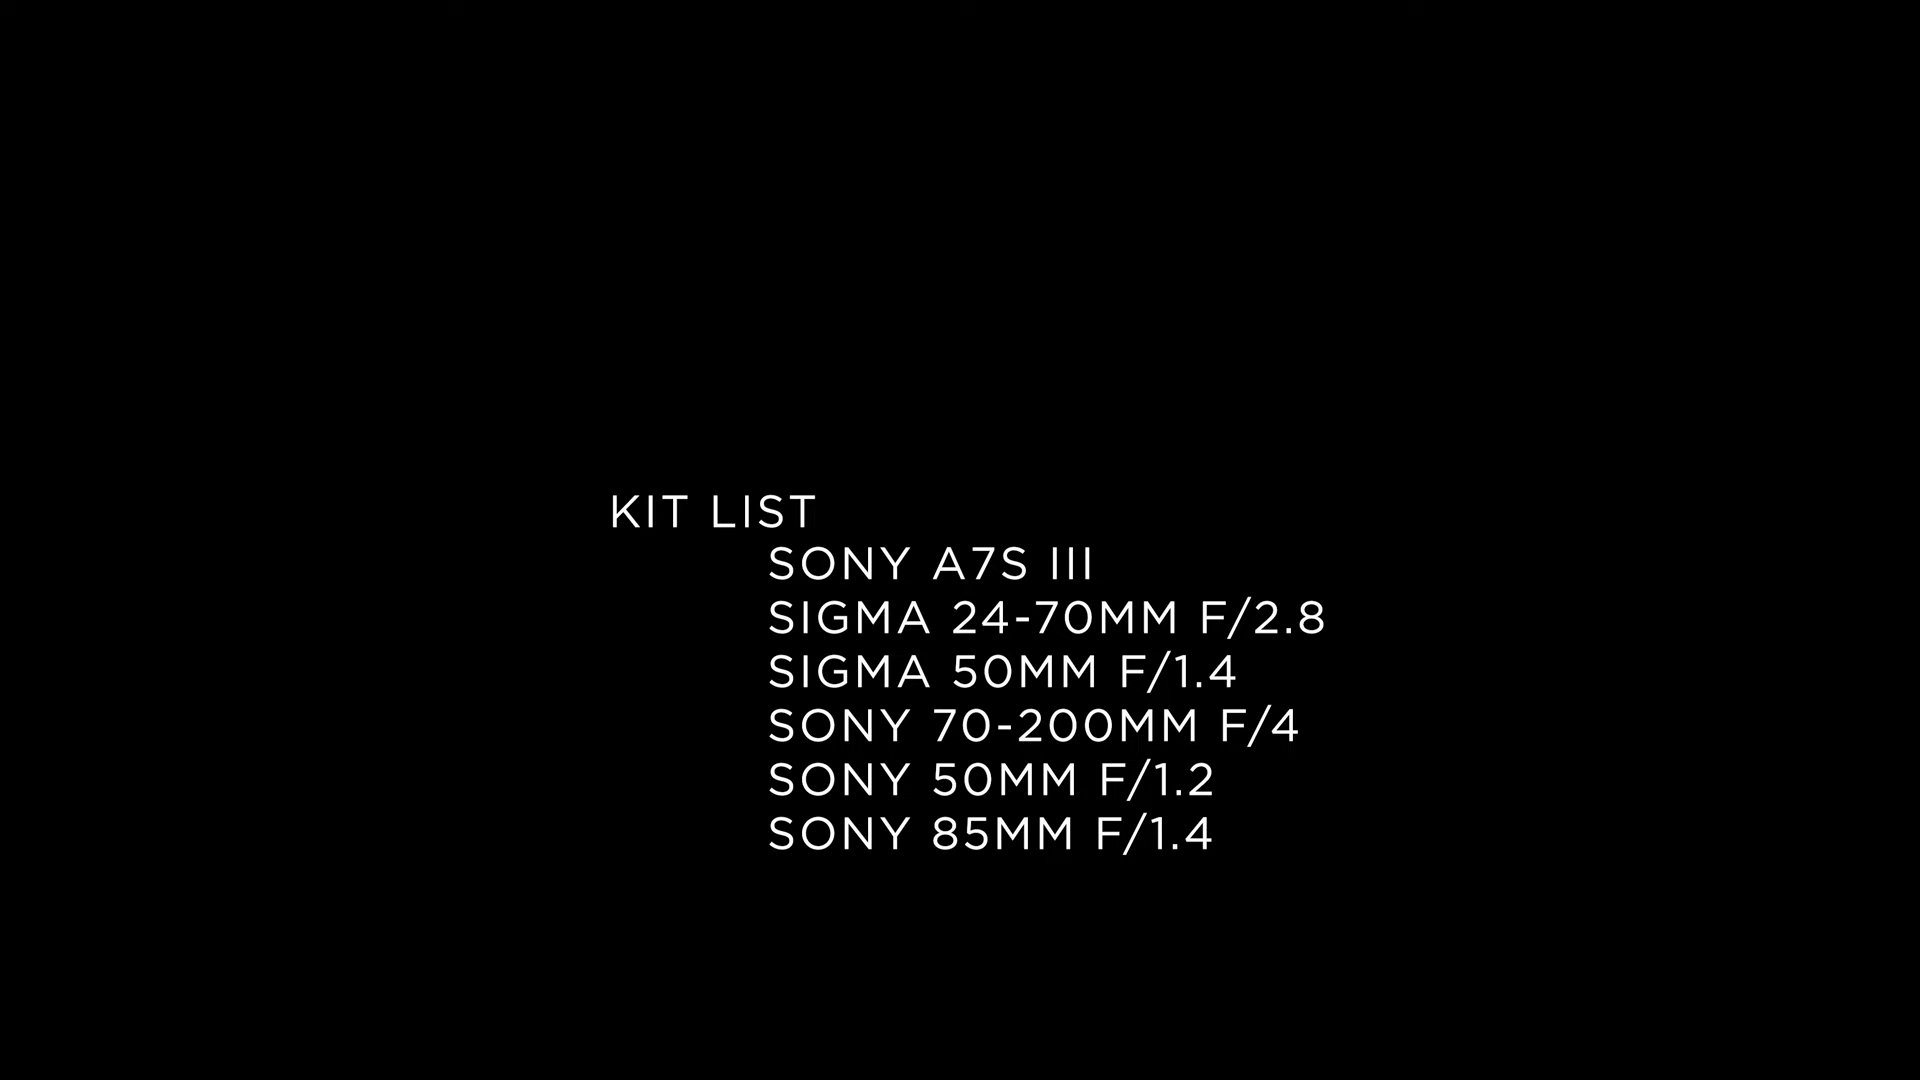 KIT LIST
SONY A7S III
SIGMA 24-70MM F/2.8
SIGMA 50MM F/1.4
SONY 70-200MM F/4
SONY 50MM F/1.2
SONY 85MM F/1.4